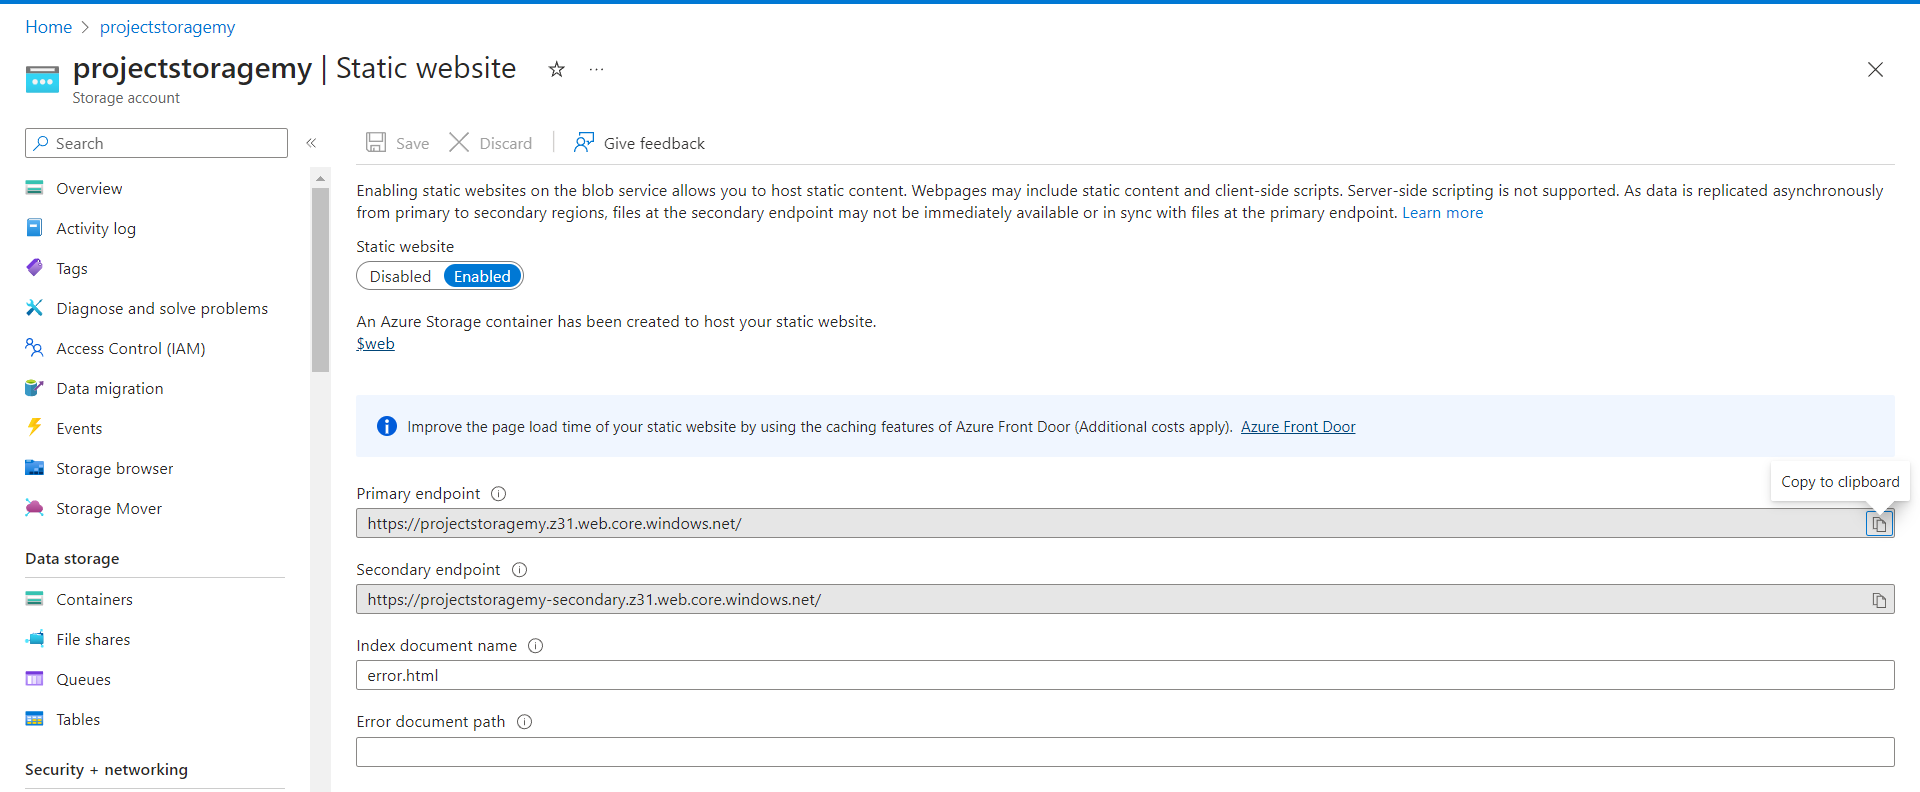 Home > projectstoragemy
projectstoragemy | Static website
Storage account
Search
Save
Discard
Give feedback
Overview
Activity log
Tags
Diagnose and solve problems
Access Control (IAM)
Data migration
Events
Storage browser
Storage Mover
Data storage
Containers
File shares
Queues
Tables
Security + networking
Enabling static websites on the blob service allows you to host static content. Webpages may include static content and client-side scripts. Server-side scripting is not supported. As data is replicated asynchronously
from primary to secondary regions, files at the secondary endpoint may not be immediately available or in sync with files at the primary endpoint. Learn more
Static website
Disabled Enabled
An Azure Storage container has been created to host your static website.
$web
Improve the page load time of your static website by using the caching features of Azure Front Door (Additional costs apply). Azure Front Door
Copy to clipboard
Primary endpoint
https://projectstoragemy.z31.web.core.windows.net/
Secondary endpoint
https://projectstoragemy-secondary.z31.web.core.windows.net/
Index document name
error.html
Error document path